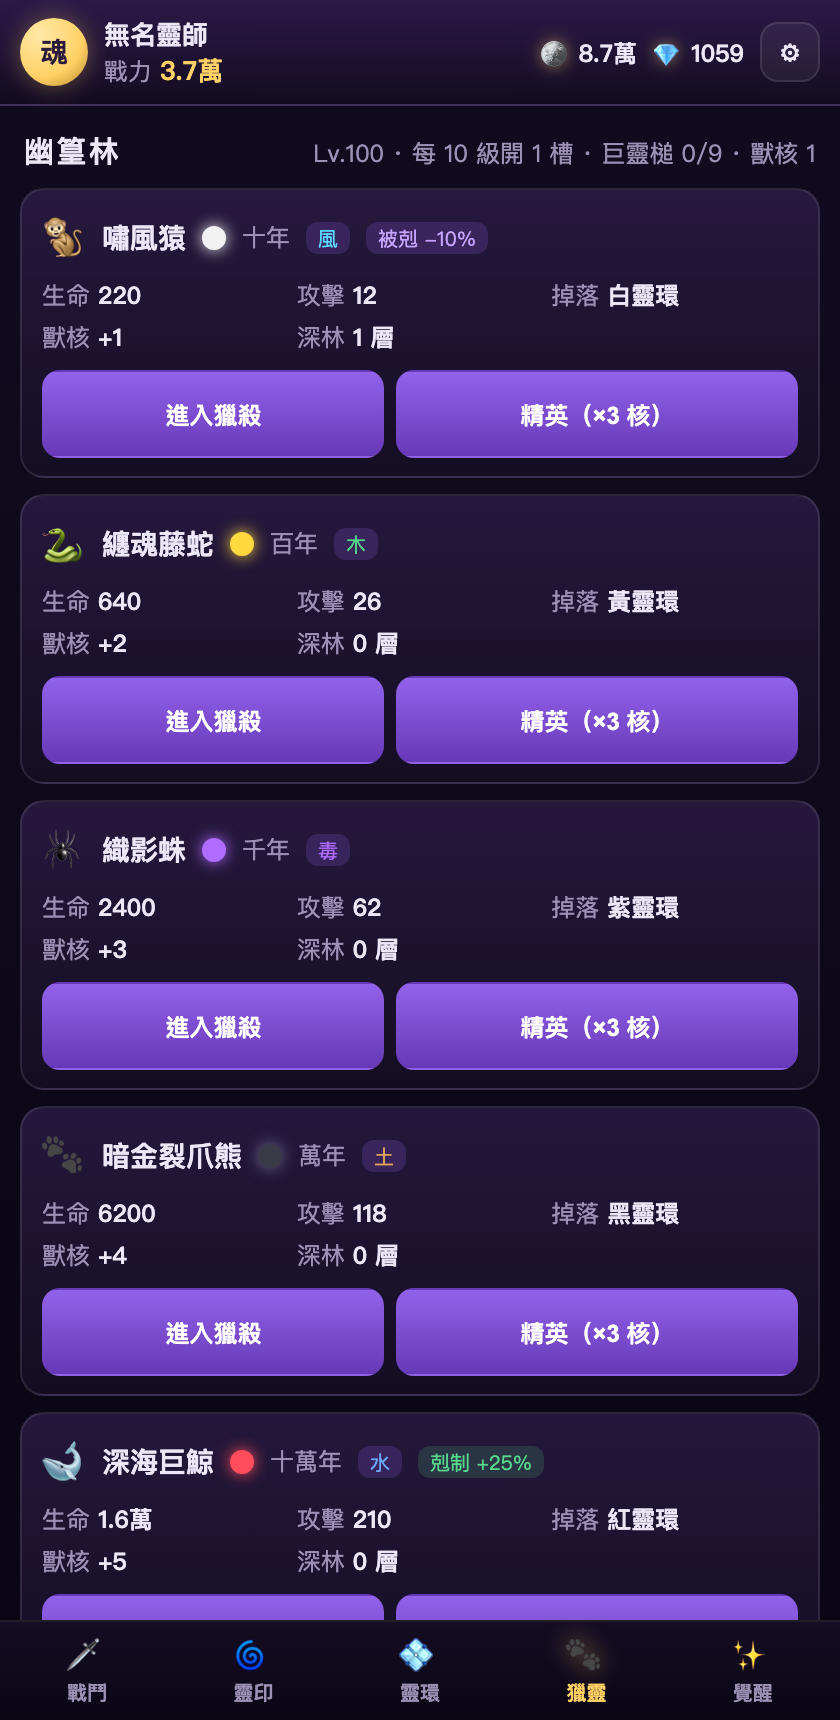 魂 無名靈師
戰力 3.7萬
8.7萬 1059
幽篁林 Lv.100 · 每 10 級開 1 槽 · 巨靈槌 0/9 · 獸核 1
嘯風猿 十年 風 被剋 −10%
生命 220 攻擊 12 掉落 白靈環
獸核 +1 深林 1 層
進入獵殺 精英（×3 核）
纏魂藤蛇 百年 木
生命 640 攻擊 26 掉落 黃靈環
獸核 +2 深林 0 層
進入獵殺 精英（×3 核）
織影蛛 千年 毒
生命 2400 攻擊 62 掉落 紫靈環
獸核 +3 深林 0 層
進入獵殺 精英（×3 核）
暗金裂爪熊 萬年 土
生命 6200 攻擊 118 掉落 黑靈環
獸核 +4 深林 0 層
進入獵殺 精英（×3 核）
深海巨鯨 十萬年 水 剋制 +25%
生命 1.6萬 攻擊 210 掉落 紅靈環
獸核 +5 深林 0 層
戰鬥 靈印 靈環 獵靈 覺醒